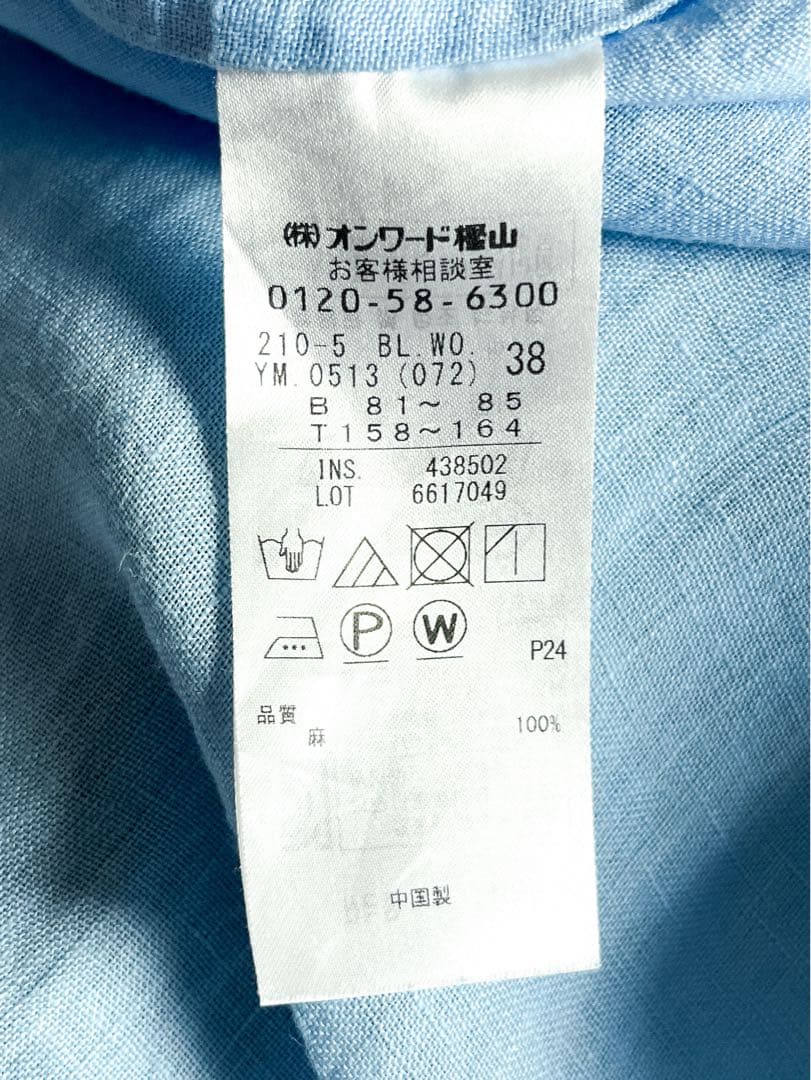 ㈱オンワード樫山
お客様相談室
0120-58-6300
210-5 BL.WO. 38
YM.0513(072)
B 81～ 85
T158～164
INS. 438502
LOT 6617049
P
W
P24
品質
麻 100%
中国製